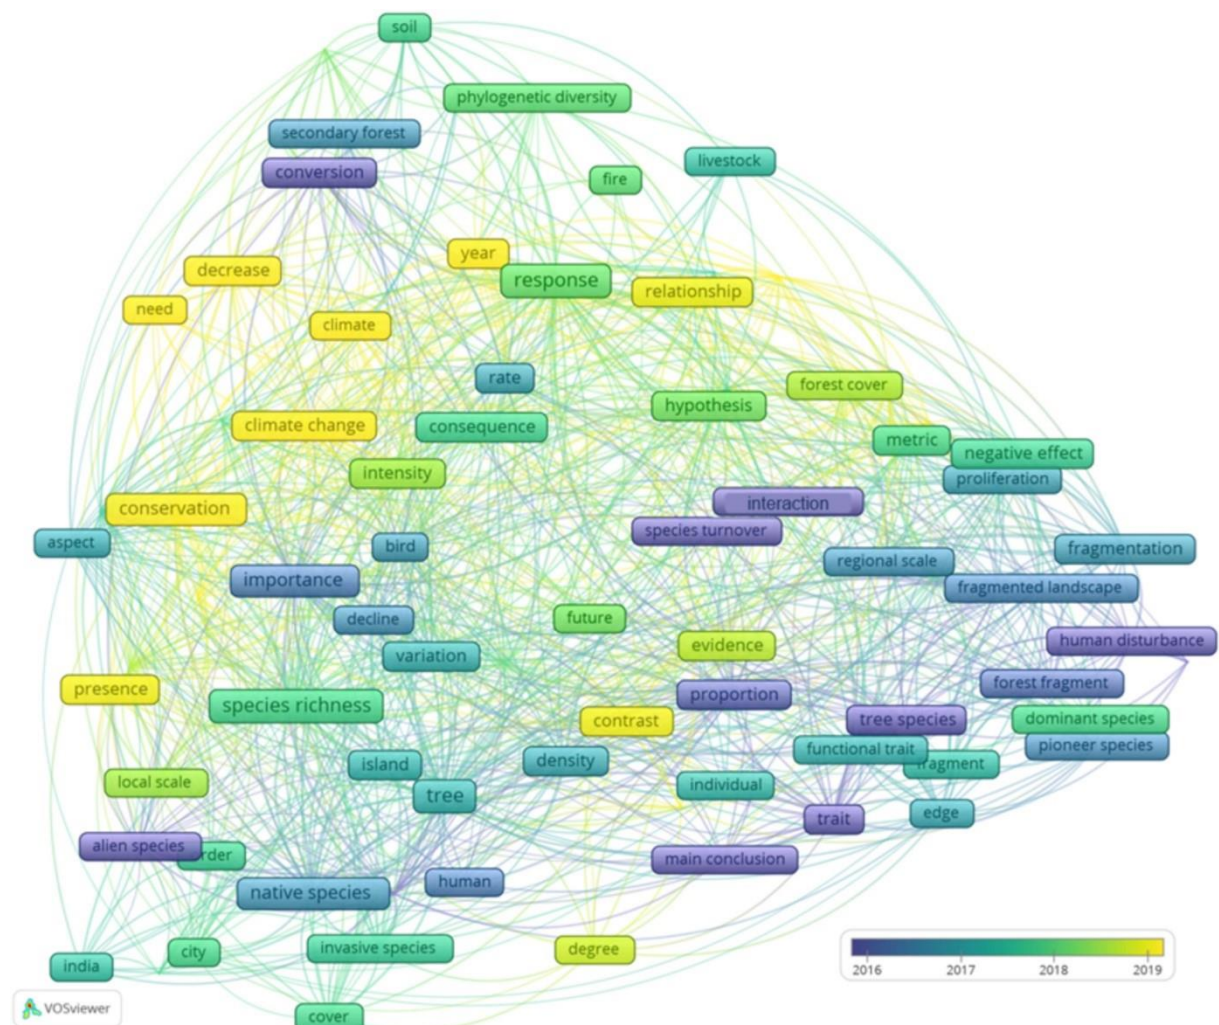 soil
phylogenetic diversity
secondary forest
livestock
conversion
fire
year
decrease
response
relationship
need
climate
rate
forest cover
hypothesis
climate change
consequence
metric
negative effect
intensity
proliferation
interaction
conservation
species turnover
aspect
bird
fragmentation
regional scale
importance
fragmented landscape
decline
future
human disturbance
evidence
variation
forest fragment
presence
proportion
species richness
contrast
tree species
dominant species
pioneer species
functional trait
island
density
fragment
local scale
individual
tree
edge
trait
alien species
rder
main conclusion
human
native species
invasive species
city
degree
india
2016
2017
2018
2019
VOSviewer
cover